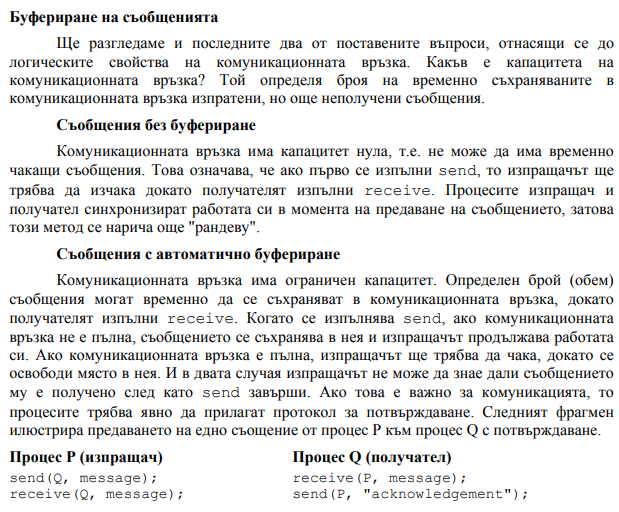 Буфериране на съобщенията
Ще разгледаме и последните два от поставените въпроси, отнасящи се до
логическите свойства на комуникационната връзка. Какъв е капацитета на
комуникационната връзка? Той определя броя на временно съхраняваните в
комуникационната връзка изпратени, но още неполучени съобщения.
Съобщения без буфериране
Комуникационната връзка има капацитет нула, т.е. не може да има временно
чакащи съобщения. Това означава, че ако първо се изпълни send, то изпращачът ще
трябва да изчака докато получателят изпълни receive. Процесите изпращач и
получател синхронизират работата си в момента на предаване на съобщението, затова
този метод се нарича още "рандеву".
Съобщения с автоматично буфериране
Комуникационната връзка има ограничен капацитет. Определен брой (обем)
съобщения могат временно да се съхраняват в комуникационната връзка, докато
получателят изпълни receive. Когато се изпълнява send, ако комуникационната
връзка не е пълна, съобщението се съхранява в нея и изпращачът продължава работата
си. Ако комуникационната връзка е пълна, изпращачът ще трябва да чака, докато се
освободи място в нея. И в двата случая изпращачът не може да знае дали съобщението
му е получено след като send завърши. Ако това е важно за комуникацията, то
процесите трябва явно да прилагат протокол за потвърждаване. Следният фрагмен
илюстрира предаването на едно съощение от процес P към процес Q с потвърждаване.
Процес P (изпращач) Процес Q (получател)
send(Q, message); receive(P, message);
receive(Q, message); send(P, "acknowledgement");